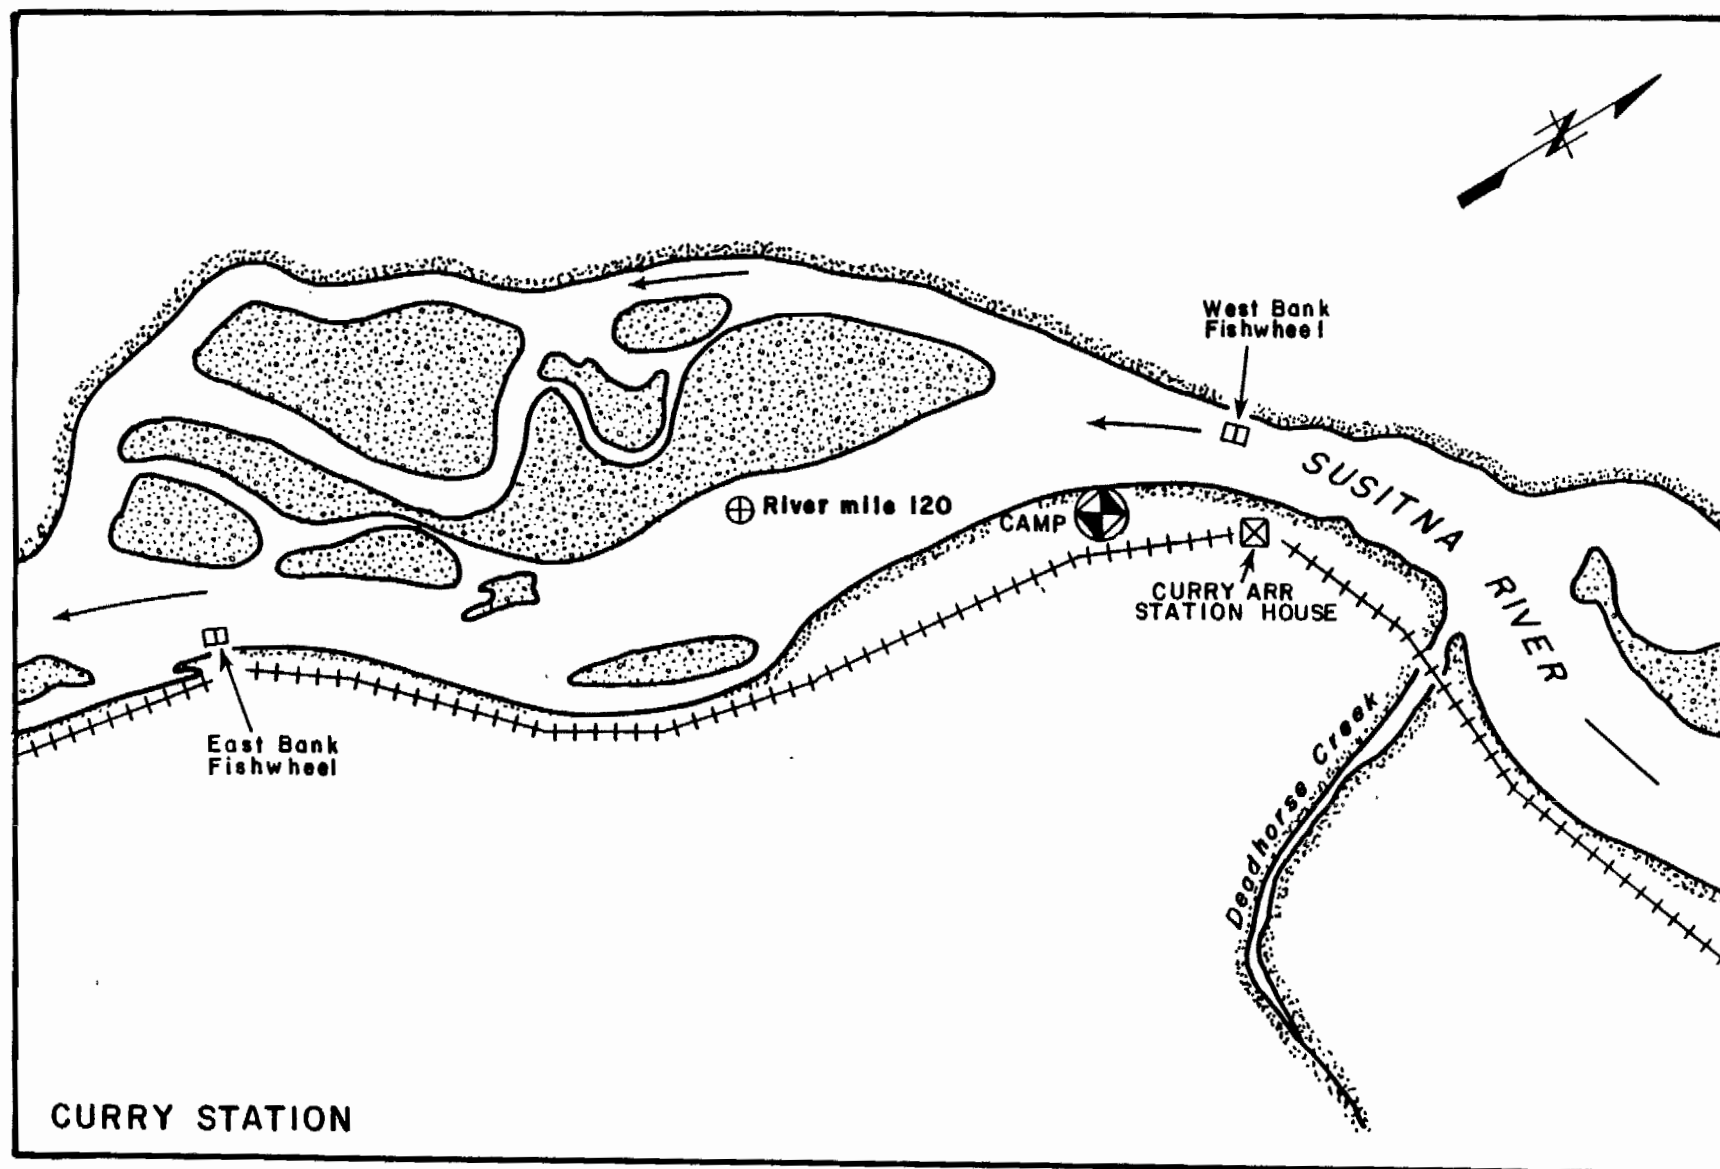 N
West Bank
Fishwheel
SUSITNA
RIVER
River mile 120
CAMP
CURRY ARR
STATION HOUSE
East Bank
Fishwheel
Deadhorse Creek
CURRY STATION